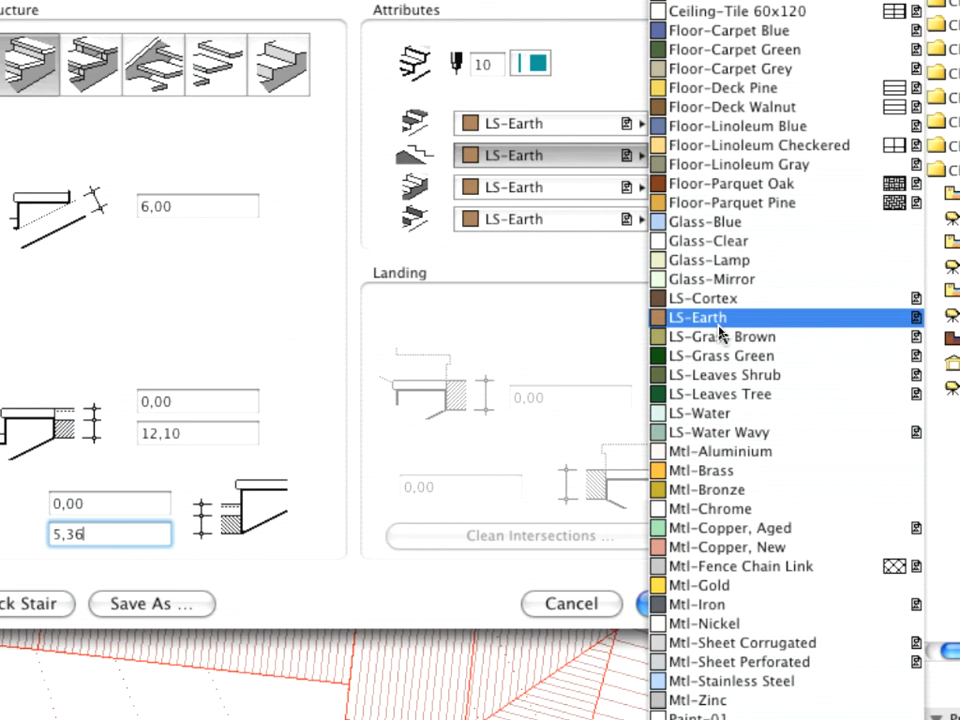 ucture
6,00
0,00
12,10
0,00
5,36
ck Stair
Save As ...
Attributes
10
LS-Earth
LS-Earth
LS-Earth
LS-Earth
Landing
0,00
0,00
Clean Intersections ...
Cancel
Ceiling-Tile 60x120
Floor-Carpet Blue
Floor-Carpet Green
Floor-Carpet Grey
Floor-Deck Pine
Floor-Deck Walnut
Floor-Linoleum Blue
Floor-Linoleum Checkered
Floor-Linoleum Gray
Floor-Parquet Oak
Floor-Parquet Pine
Glass-Blue
Glass-Clear
Glass-Lamp
Glass-Mirror
LS-Cortex
LS-Earth
LS-Grass Brown
LS-Grass Green
LS-Leaves Shrub
LS-Leaves Tree
LS-Water
LS-Water Wavy
Mtl-Aluminium
Mtl-Brass
Mtl-Bronze
Mtl-Chrome
Mtl-Copper, Aged
Mtl-Copper, New
Mtl-Fence Chain Link
Mtl-Gold
Mtl-Iron
Mtl-Nickel
Mtl-Sheet Corrugated
Mtl-Sheet Perforated
Mtl-Stainless Steel
Mtl-Zinc
Paint-01